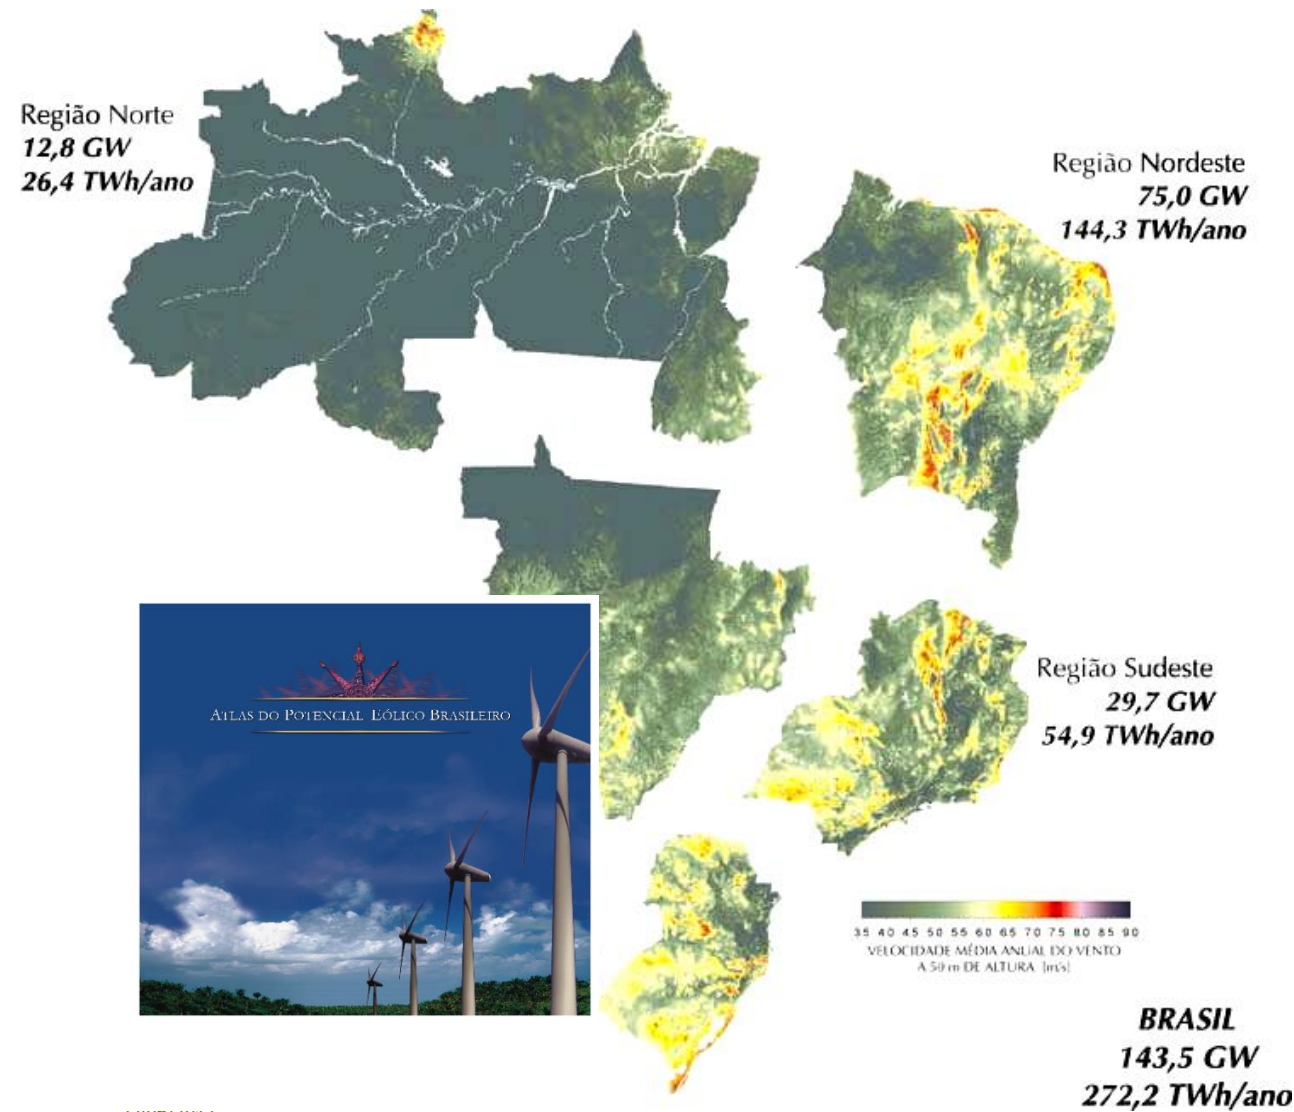 Região Norte
12,8 GW
26,4 TWh/ano
Região Nordeste
75,0 GW
144,3 TWh/ano
ATLAS DO POTENCIAL EÓLICO BRASILEIRO
Região Sudeste
29,7 GW
54,9 TWh/ano
3.5 4.0 4.5 5.0 5.5 6.0 6.5 7.0 7.5 8.0 8.5 9.0
VELOCIDADE MÉDIA ANUAL DO VENTO
A 50 m DE ALTURA [m/s]
BRASIL
143,5 GW
272,2 TWh/ano